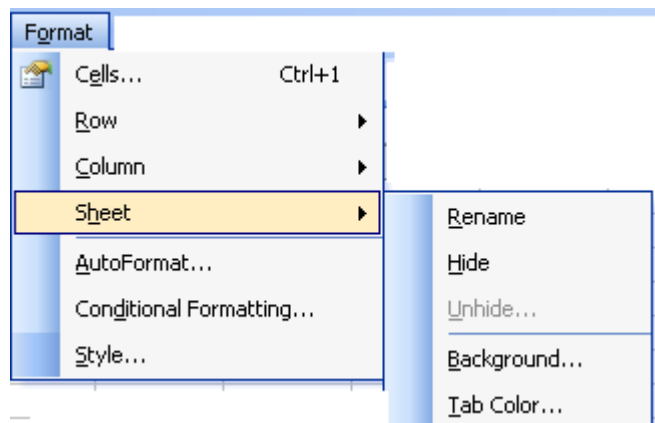 Format
Cells... Ctrl+1
Row
Column
Sheet
AutoFormat...
Conditional Formatting...
Style...
Rename
Hide
Unhide...
Background...
Tab Color...